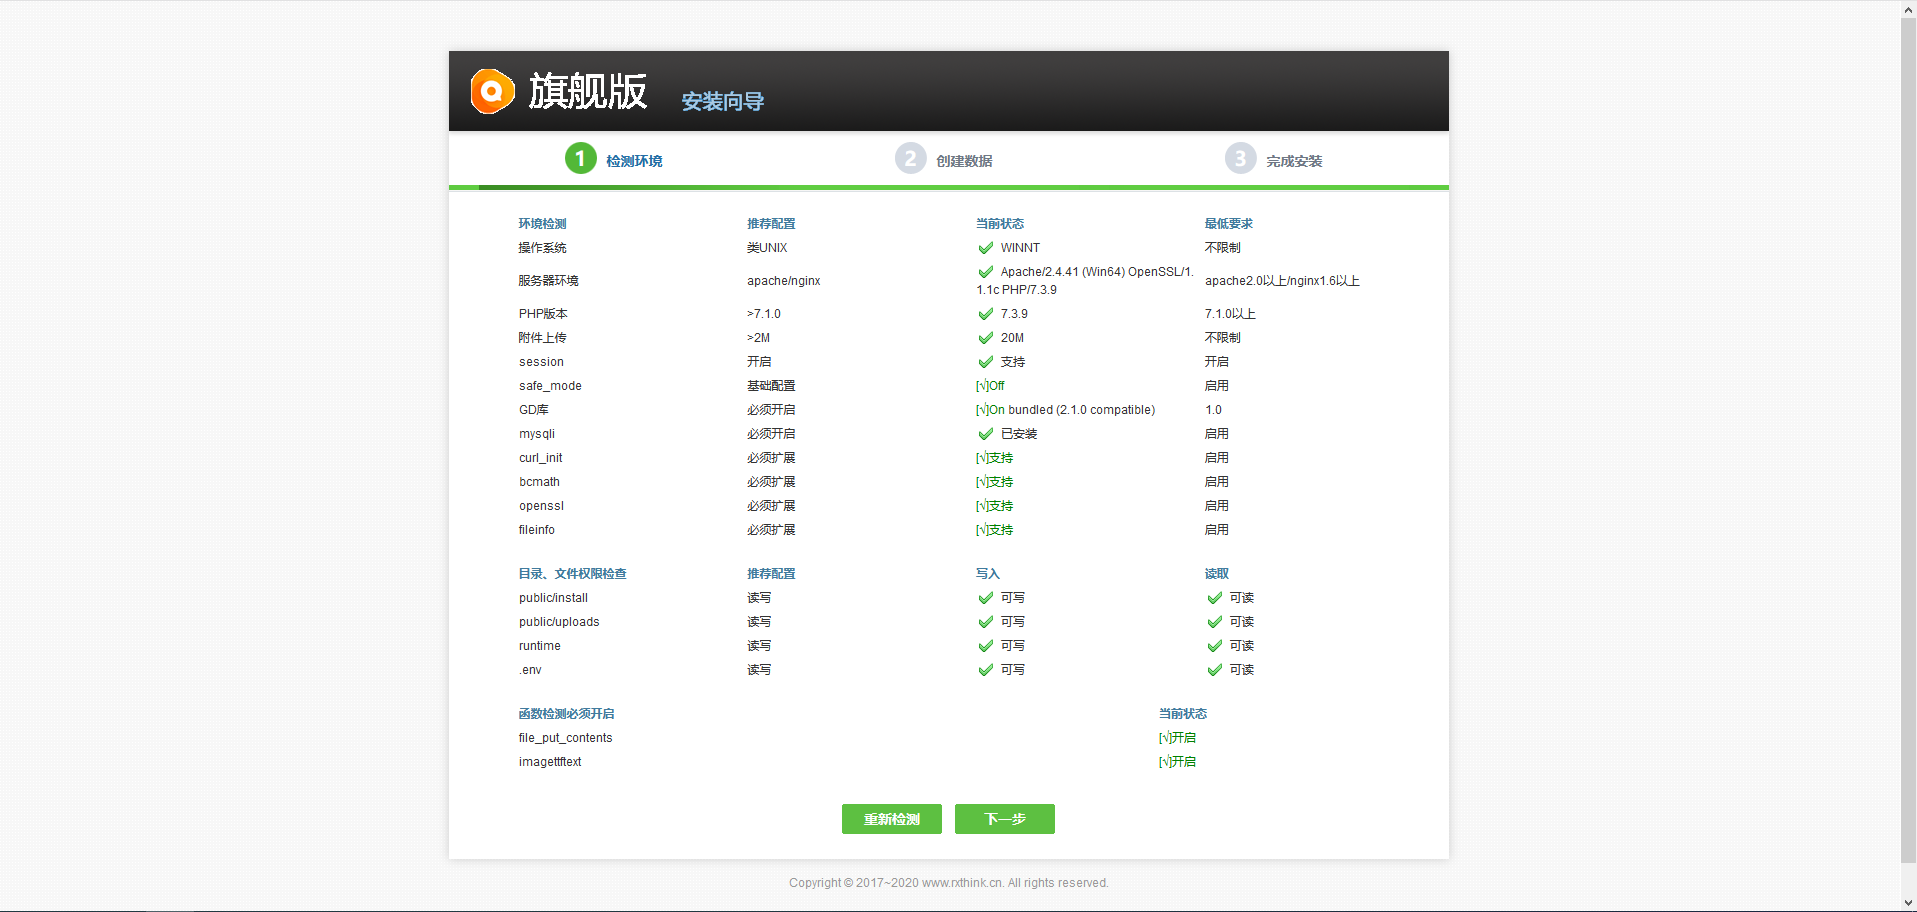 旗舰版 安装向导
1 检测环境 2 创建数据 3 完成安装
环境检测 推荐配置 当前状态 最低要求
操作系统 类UNIX WINNT 不限制
服务器环境 apache/nginx Apache/2.4.41 (Win64) OpenSSL/1.
1.1c PHP/7.3.9 apache2.0以上/nginx1.6以上
PHP版本 >7.1.0 7.3.9 7.1.0以上
附件上传 >2M 20M 不限制
session 开启 支持 开启
safe_mode 基础配置 [√]Off 启用
GD库 必须开启 [√]On bundled (2.1.0 compatible) 1.0
mysqli 必须开启 已安装 启用
curl_init 必须扩展 [√]支持 启用
bcmath 必须扩展 [√]支持 启用
openssl 必须扩展 [√]支持 启用
fileinfo 必须扩展 [√]支持 启用
目录、文件权限检查 推荐配置 写入 读取
public/install 读写 可写 可读
public/uploads 读写 可写 可读
runtime 读写 可写 可读
.env 读写 可写 可读
函数检测必须开启 当前状态
file_put_contents [√]开启
imagettftext [√]开启
重新检测 下一步
Copyright © 2017~2020 www.rxthink.cn. All rights reserved.